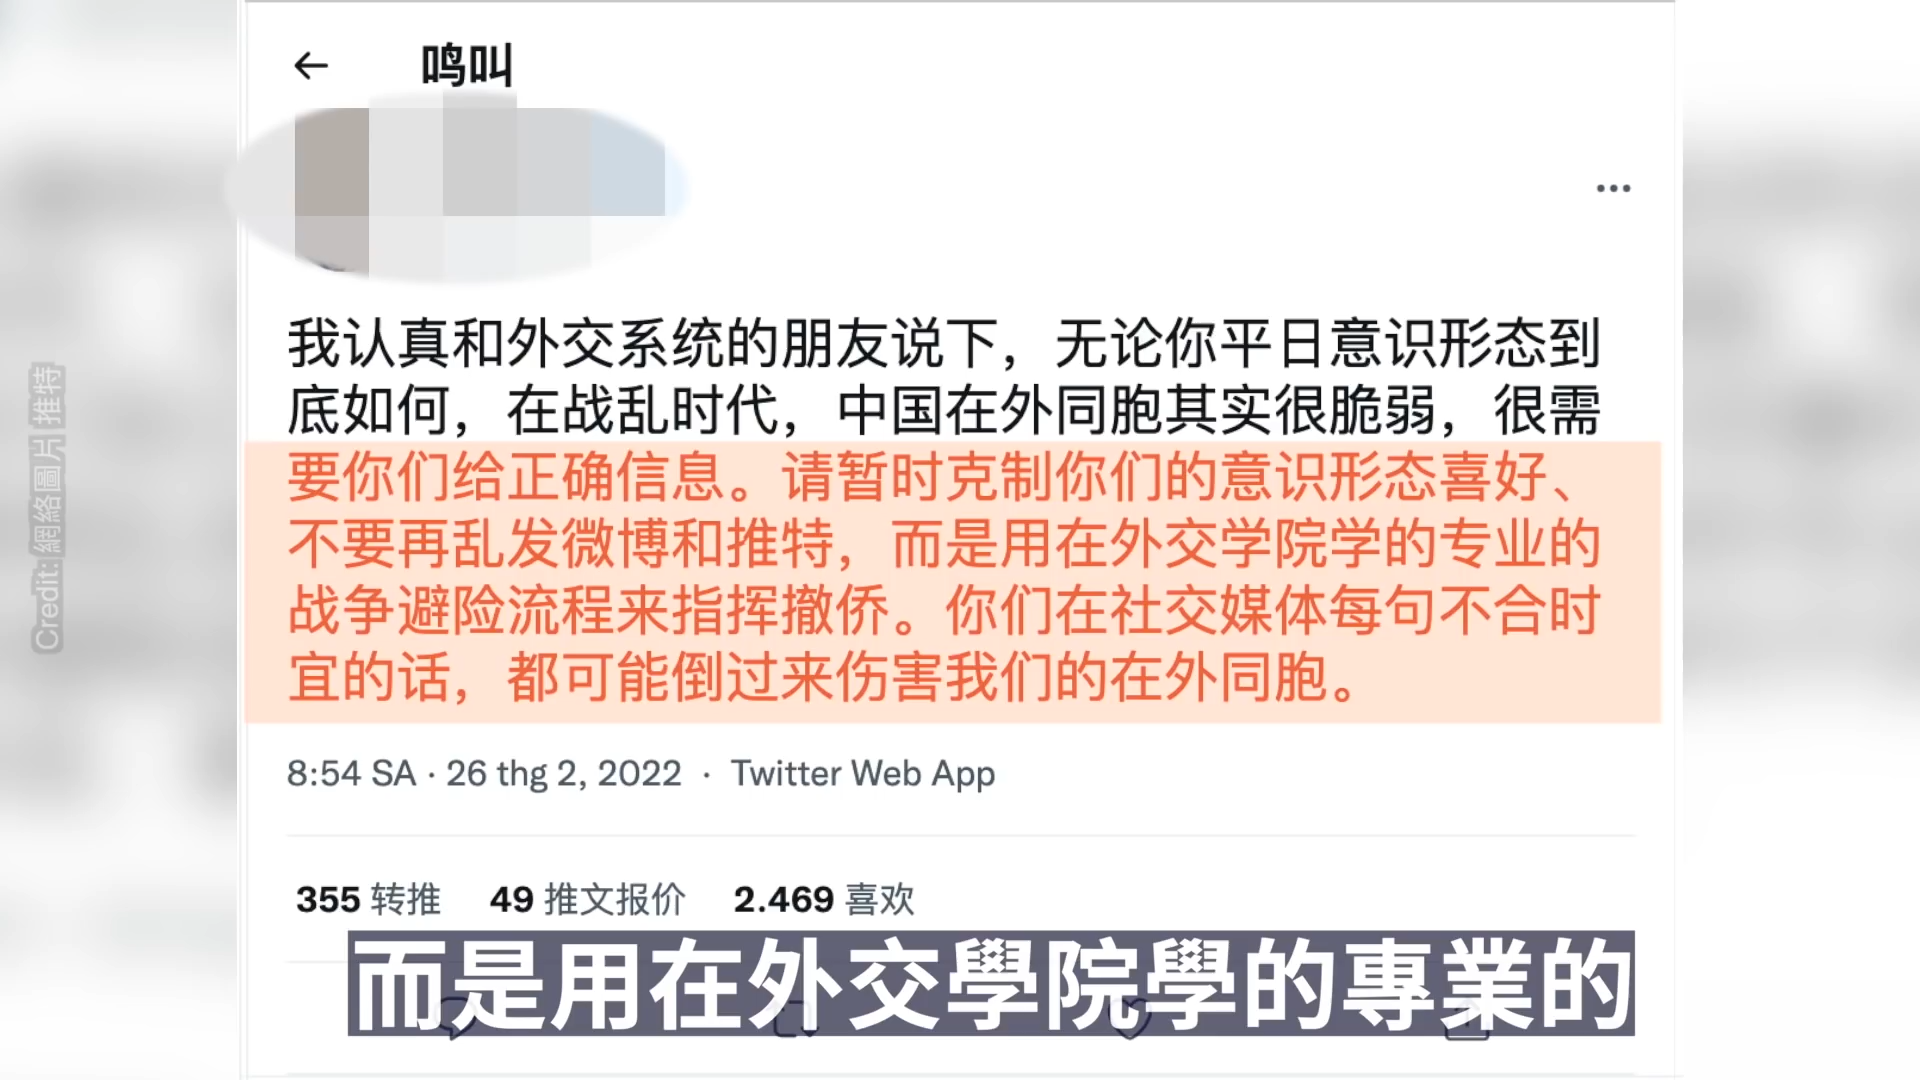 鸣叫
我认真和外交系统的朋友说下，无论你平日意识形态到
底如何，在战乱时代，中国在外同胞其实很脆弱，很需
要你们给正确信息。请暂时克制你们的意识形态喜好、
不要再乱发微博和推特，而是用在外交学院学的专业的
战争避险流程来指挥撤侨。你们在社交媒体每句不合时
宜的话，都可能倒过来伤害我们的在外同胞。
8:54 SA · 26 thg 2, 2022 · Twitter Web App
355 转推 49 推文报价 2.469 喜欢
而是用在外交學院學的專業的
Credit: 網絡圖片 推特